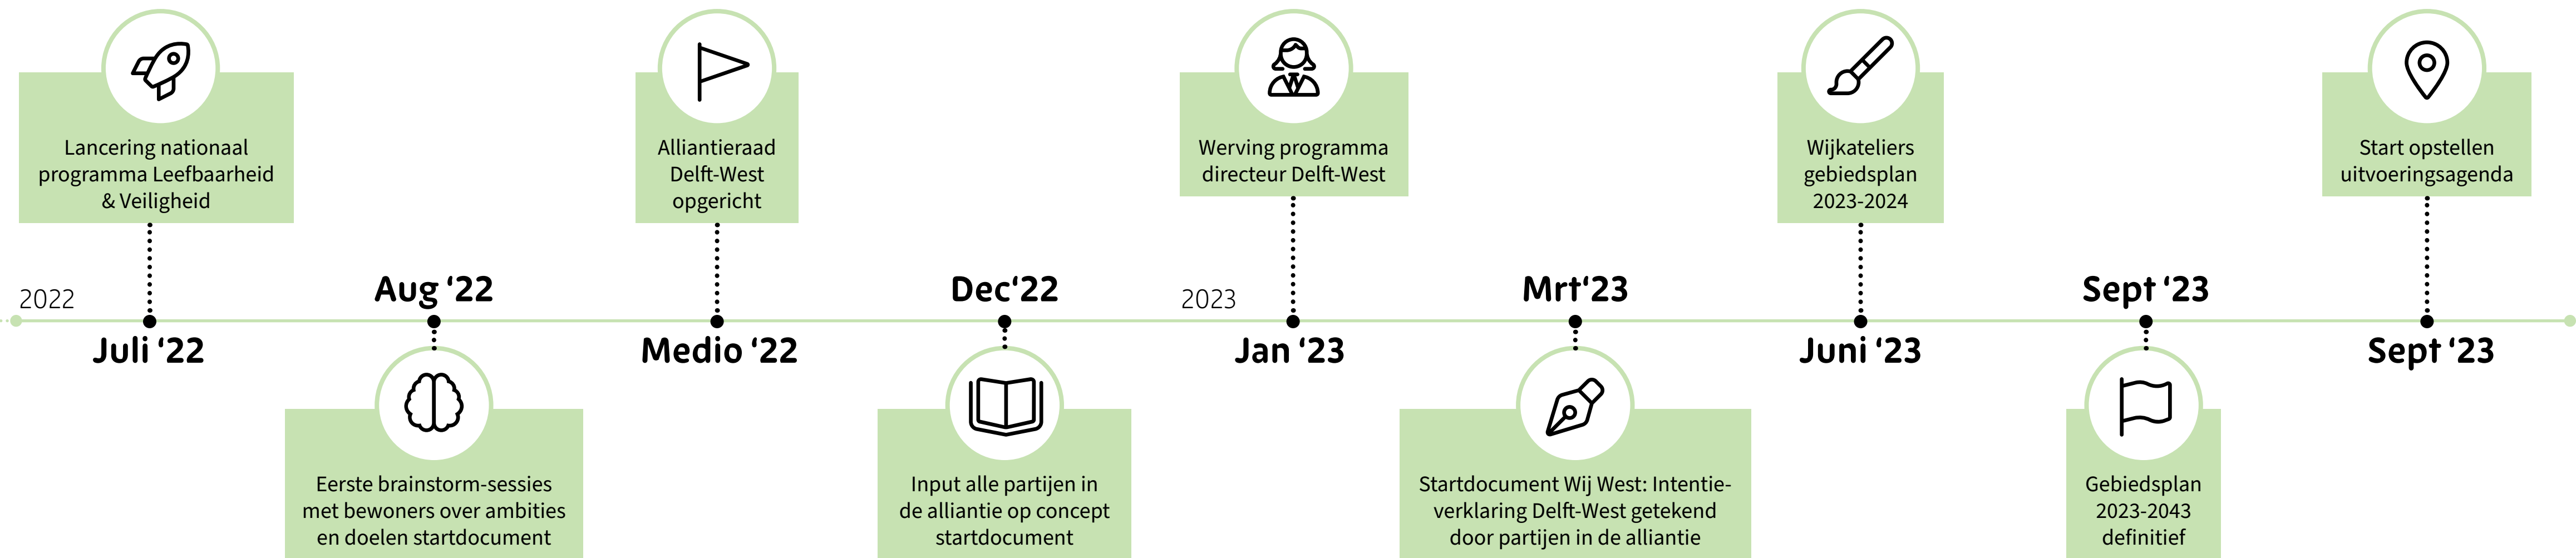 2022
Lancering nationaal
programma Leefbaarheid
& Veiligheid
Juli ‘22
Aug ‘22
Eerste brainstorm-sessies
met bewoners over ambities
en doelen startdocument
Alliantieraad
Delft-West
opgericht
Medio ‘22
Dec‘22
Input alle partijen in
de alliantie op concept
startdocument
2023
Werving programma
directeur Delft-West
Jan ‘23
Mrt‘23
Startdocument Wij West: Intentie-
verklaring Delft-West getekend
door partijen in de alliantie
Wijkateliers
gebiedsplan
2023-2024
Juni ‘23
Sept ‘23
Gebiedsplan
2023-2043
definitief
Start opstellen
uitvoeringsagenda
Sept ‘23